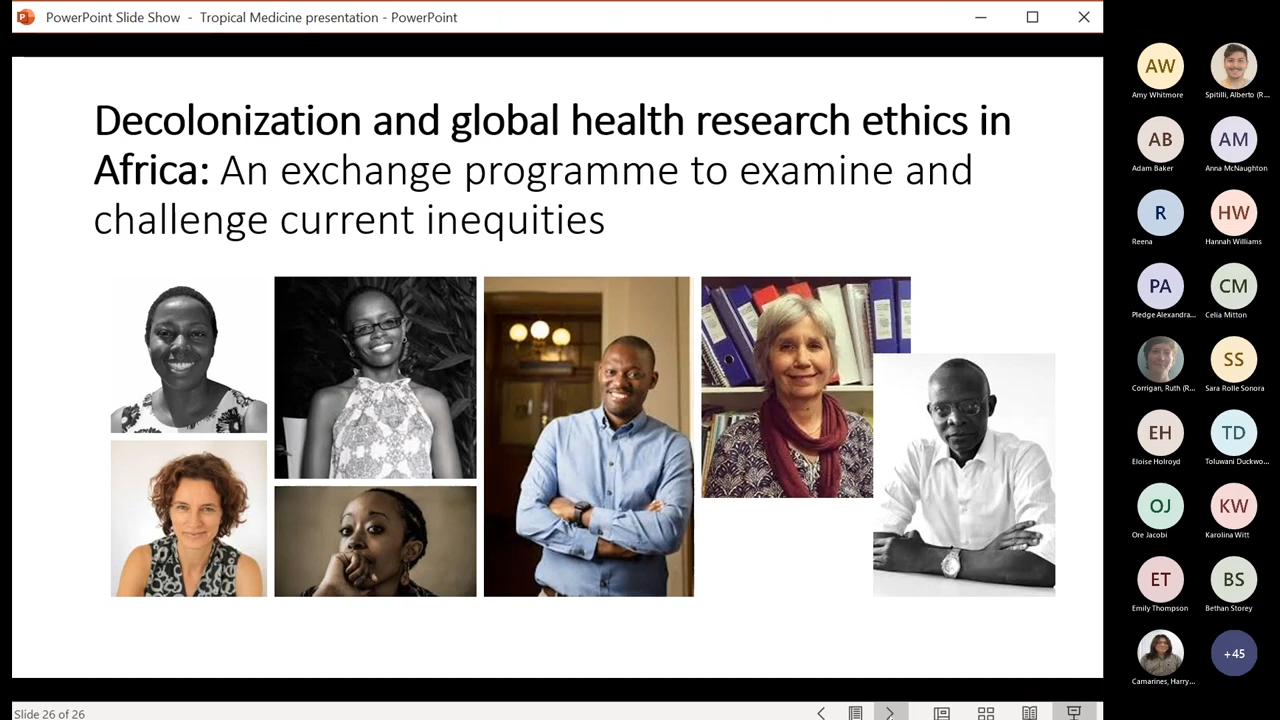 PowerPoint Slide Show - Tropical Medicine presentation - PowerPoint
Decolonization and global health research ethics in
Africa: An exchange programme to examine and
challenge current inequities
AW
Amy Whitmore
Spitilli, Alberto (R...
AB
Adam Baker
AM
Anna McNaughton
R
Reena
HW
Hannah Williams
PA
Pledge Alexandra...
CM
Celia Mitton
Corrigan, Ruth (R...
SS
Sara Rolle Sonora
EH
Eloise Holroyd
TD
Toluwani Duckwo...
OJ
Ore Jacobi
KW
Karolina Witt
ET
Emily Thompson
BS
Bethan Storey
Camarines, Harry...
+45
Slide 26 of 26